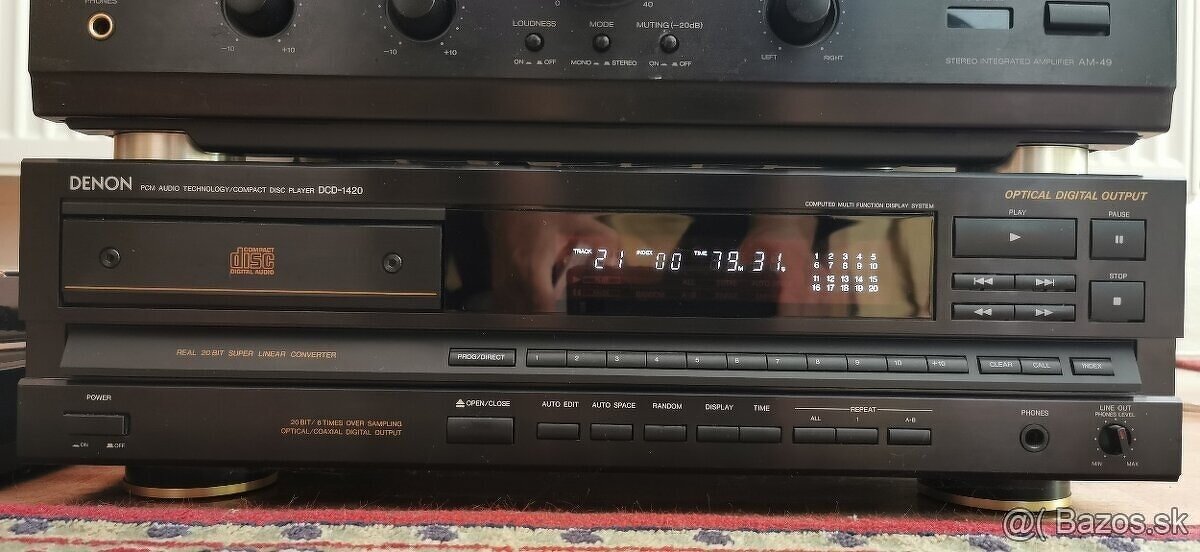 PHONES
-10 +10
-10 +10
0 40
LOUDNESS MODE MUTING (-20dB)
ON OFF MONO STEREO ON OFF
LEFT RIGHT
STEREO INTEGRATED AMPLIFIER AM-49
DENON PCM AUDIO TECHNOLOGY/COMPACT DISC PLAYER DCD-1420
OPTICAL DIGITAL OUTPUT
COMPUTED MULTI FUNCTION DISPLAY SYSTEM
COMPACT
disc
DIGITAL AUDIO
TRACK 21 INDEX 00 TIME 79M 31S
1 2 3 4 5
6 7 8 9 10
11 12 13 14 15
16 17 18 19 20
PLAY PAUSE
STOP
REAL 20 BIT SUPER LINEAR CONVERTER
PROG/DIRECT 1 2 3 4 5 6 7 8 9 10 +10 CLEAR CALL INDEX
POWER
ON OFF
20 BIT/8 TIMES OVER SAMPLING
OPTICAL/COAXIAL DIGITAL OUTPUT
OPEN/CLOSE AUTO EDIT AUTO SPACE RANDOM DISPLAY TIME
REPEAT
ALL 1 A-B
PHONES
LINE OUT
PHONES LEVEL
MIN MAX
@( Bazos.sk